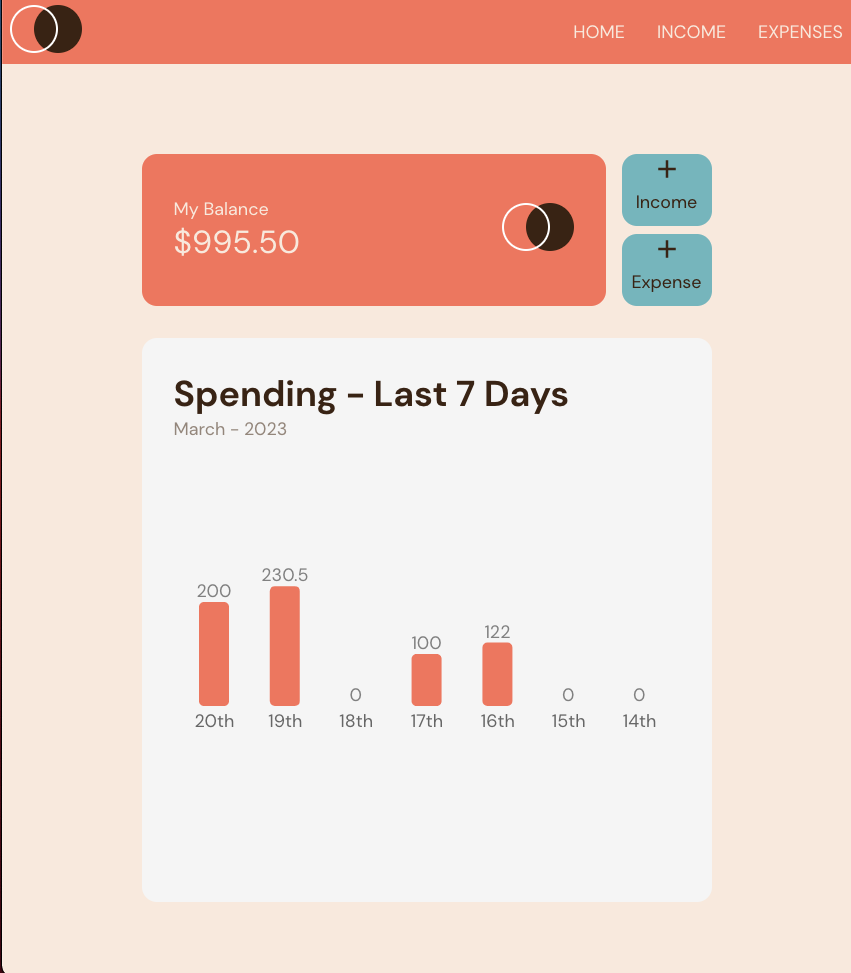 HOME INCOME EXPENSES
My Balance
$995.50
+
Income
+
Expense
Spending - Last 7 Days
March - 2023
200 230.5 0 100 122 0 0
20th 19th 18th 17th 16th 15th 14th